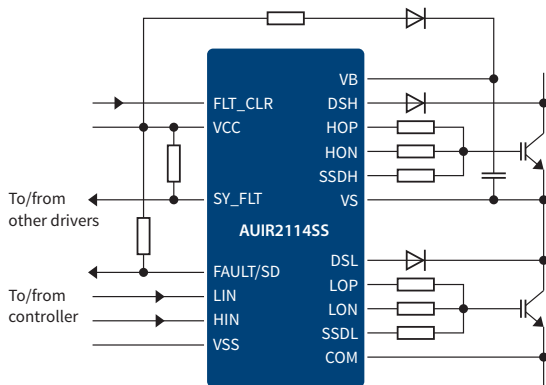 VB
FLT_CLR
DSH
VCC
HOP
HON
SSDH
To/from
other drivers
SY_FLT
VS
AUIR2114SS
DSL
FAULT/SD
LOP
To/from
controller
LIN
LON
HIN
SSDL
VSS
COM